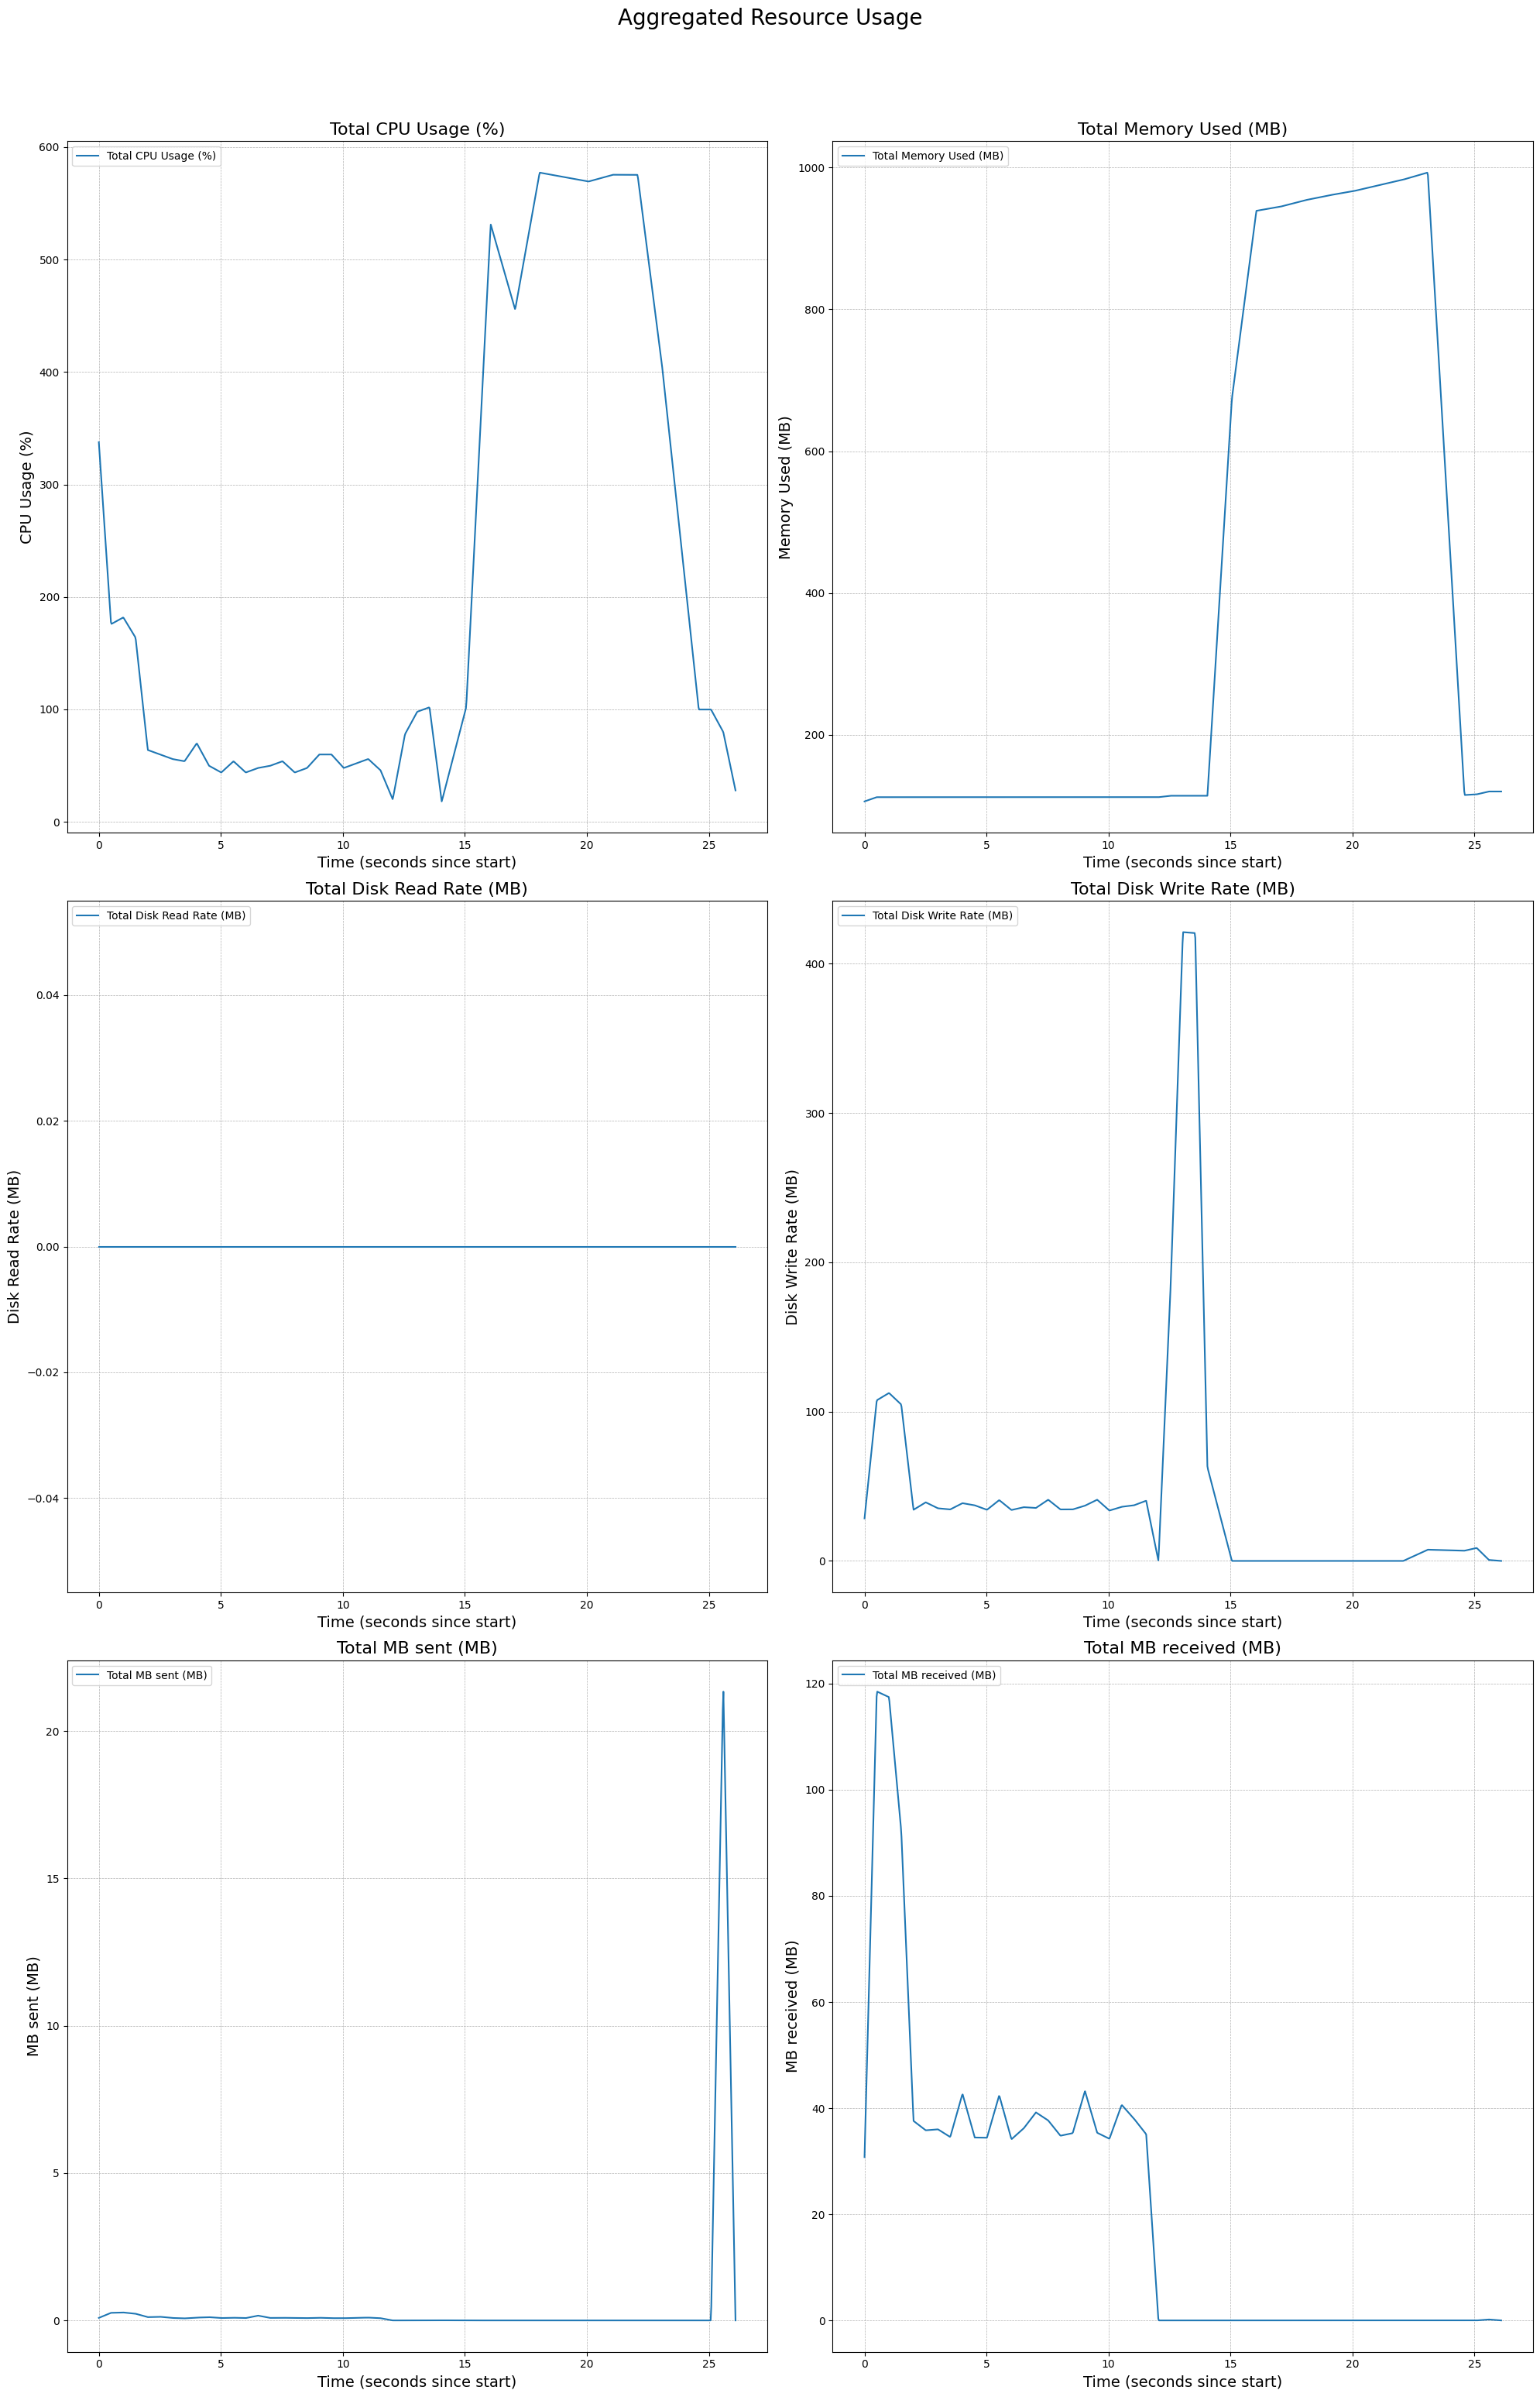 Aggregated Resource Usage
Total CPU Usage (%)
Total CPU Usage (%)
600
500
400
300
200
100
0
CPU Usage (%)
0 5 10 15 20 25
Time (seconds since start)
Total Memory Used (MB)
Total Memory Used (MB)
1000
800
600
400
200
Memory Used (MB)
0 5 10 15 20 25
Time (seconds since start)
Total Disk Read Rate (MB)
Total Disk Read Rate (MB)
0.04
0.02
0.00
−0.02
−0.04
Disk Read Rate (MB)
0 5 10 15 20 25
Time (seconds since start)
Total Disk Write Rate (MB)
Total Disk Write Rate (MB)
400
300
200
100
0
Disk Write Rate (MB)
0 5 10 15 20 25
Time (seconds since start)
Total MB sent (MB)
Total MB sent (MB)
20
15
10
5
0
MB sent (MB)
0 5 10 15 20 25
Time (seconds since start)
Total MB received (MB)
Total MB received (MB)
120
100
80
60
40
20
0
MB received (MB)
0 5 10 15 20 25
Time (seconds since start)